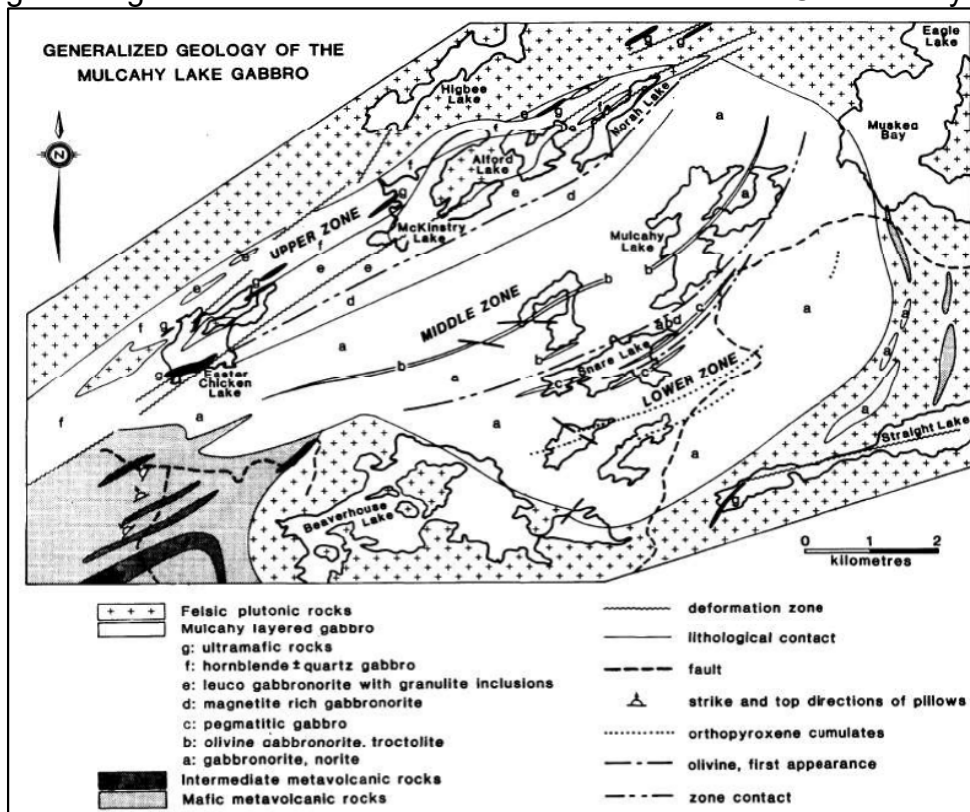 GENERALIZED GEOLOGY OF THE
MULCAHY LAKE GABBRO
N
Eagle
Lake
Higbee
Lake
Muskeg
Bay
Norah Lake
Alford
Lake
McKinstry
Lake
UPPER ZONE
Mulcahy
Lake
MIDDLE ZONE
Snare Lake
LOWER ZONE
Easter
Chicken
Lake
Straight Lake
Beaverhouse
Lake
0 1 2
kilometres
Felsic plutonic rocks
Mulcahy layered gabbro
g: ultramafic rocks
f: hornblende ± quartz gabbro
e: leuco gabbronorite with granulite inclusions
d: magnetite rich gabbronorite
c: pegmatitic gabbro
b: olivine gabbronorite. troctolite
a: gabbronorite, norite
Intermediate metavolcanic rocks
Mafic metavolcanic rocks
deformation zone
lithological contact
fault
strike and top directions of pillows
orthopyroxene cumulates
olivine, first appearance
zone contact